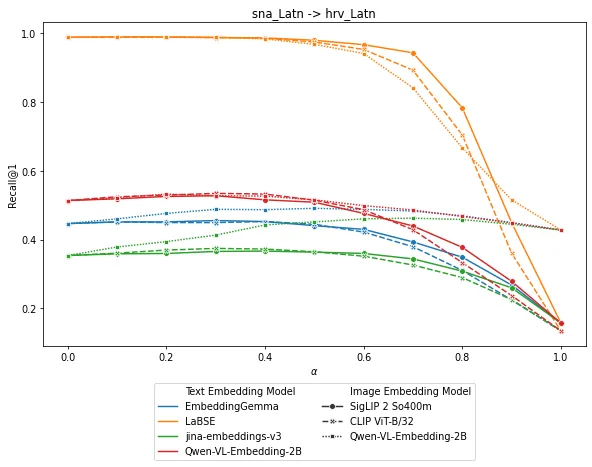 sna_Latn -> hrv_Latn
Recall@1
1.0
0.8
0.6
0.4
0.2
0.0 0.2 0.4 0.6 0.8 1.0
α
Text Embedding Model Image Embedding Model
EmbeddingGemma SigLIP 2 So400m
LaBSE CLIP ViT-B/32
jina-embeddings-v3 Qwen-VL-Embedding-2B
Qwen-VL-Embedding-2B